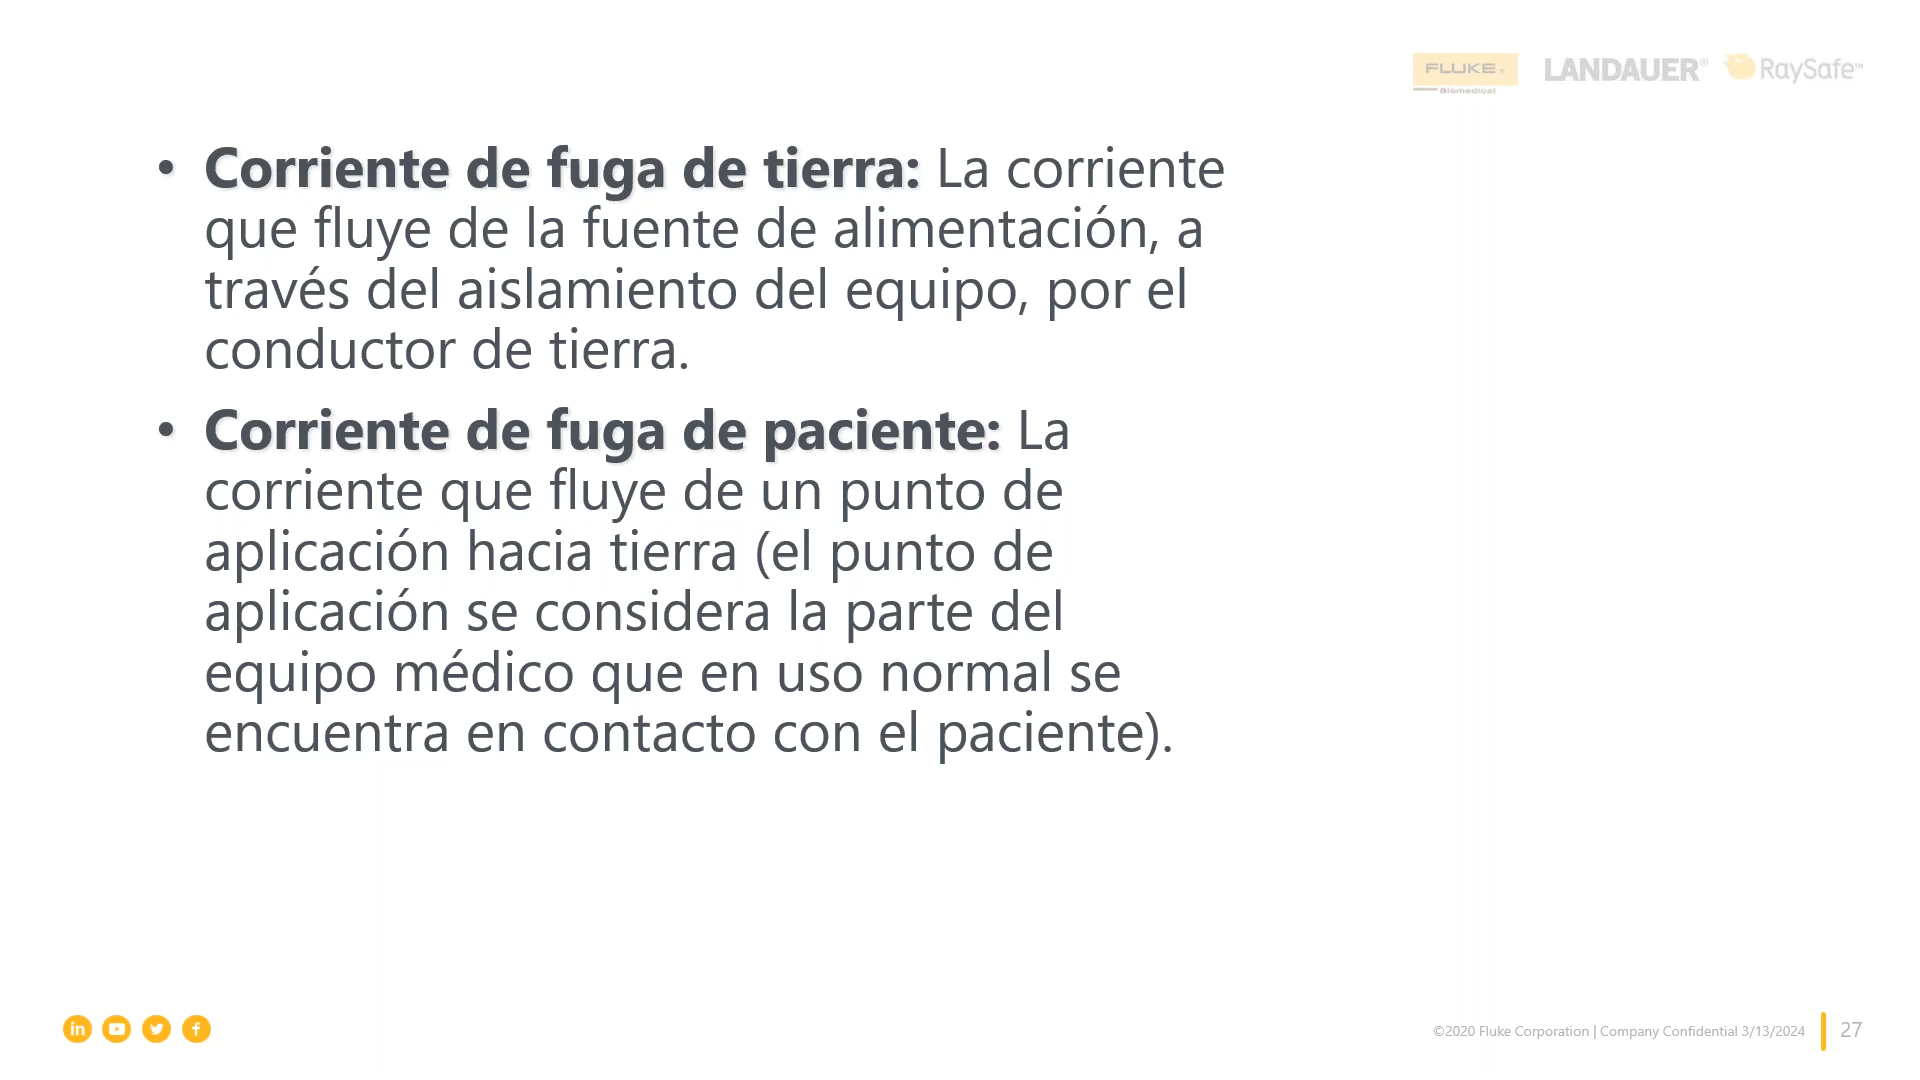 FLUKE®
Biomedical
LANDAUER®
RaySafe™
• Corriente de fuga de tierra: La corriente
que fluye de la fuente de alimentación, a
través del aislamiento del equipo, por el
conductor de tierra.
• Corriente de fuga de paciente: La
corriente que fluye de un punto de
aplicación hacia tierra (el punto de
aplicación se considera la parte del
equipo médico que en uso normal se
encuentra en contacto con el paciente).
©2020 Fluke Corporation | Company Confidential 3/13/2024
27